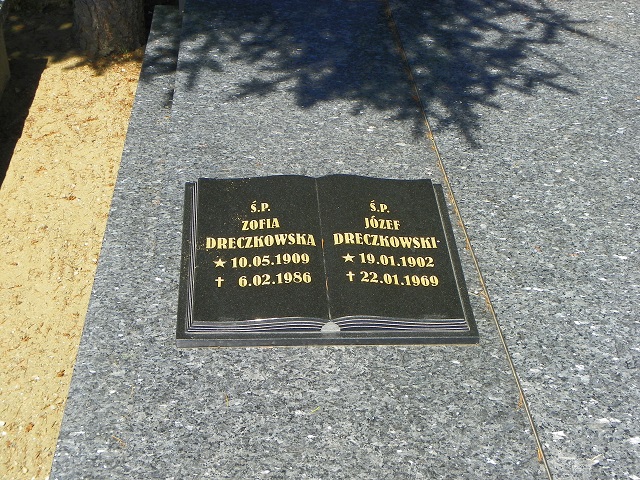 Ś.P.
ZOFIA
DRECZKOWSKA
★ 10.05.1909
† 6.02.1986
Ś.P.
JÓZEF
DRECZKOWSKI
★ 19.01.1902
† 22.01.1969